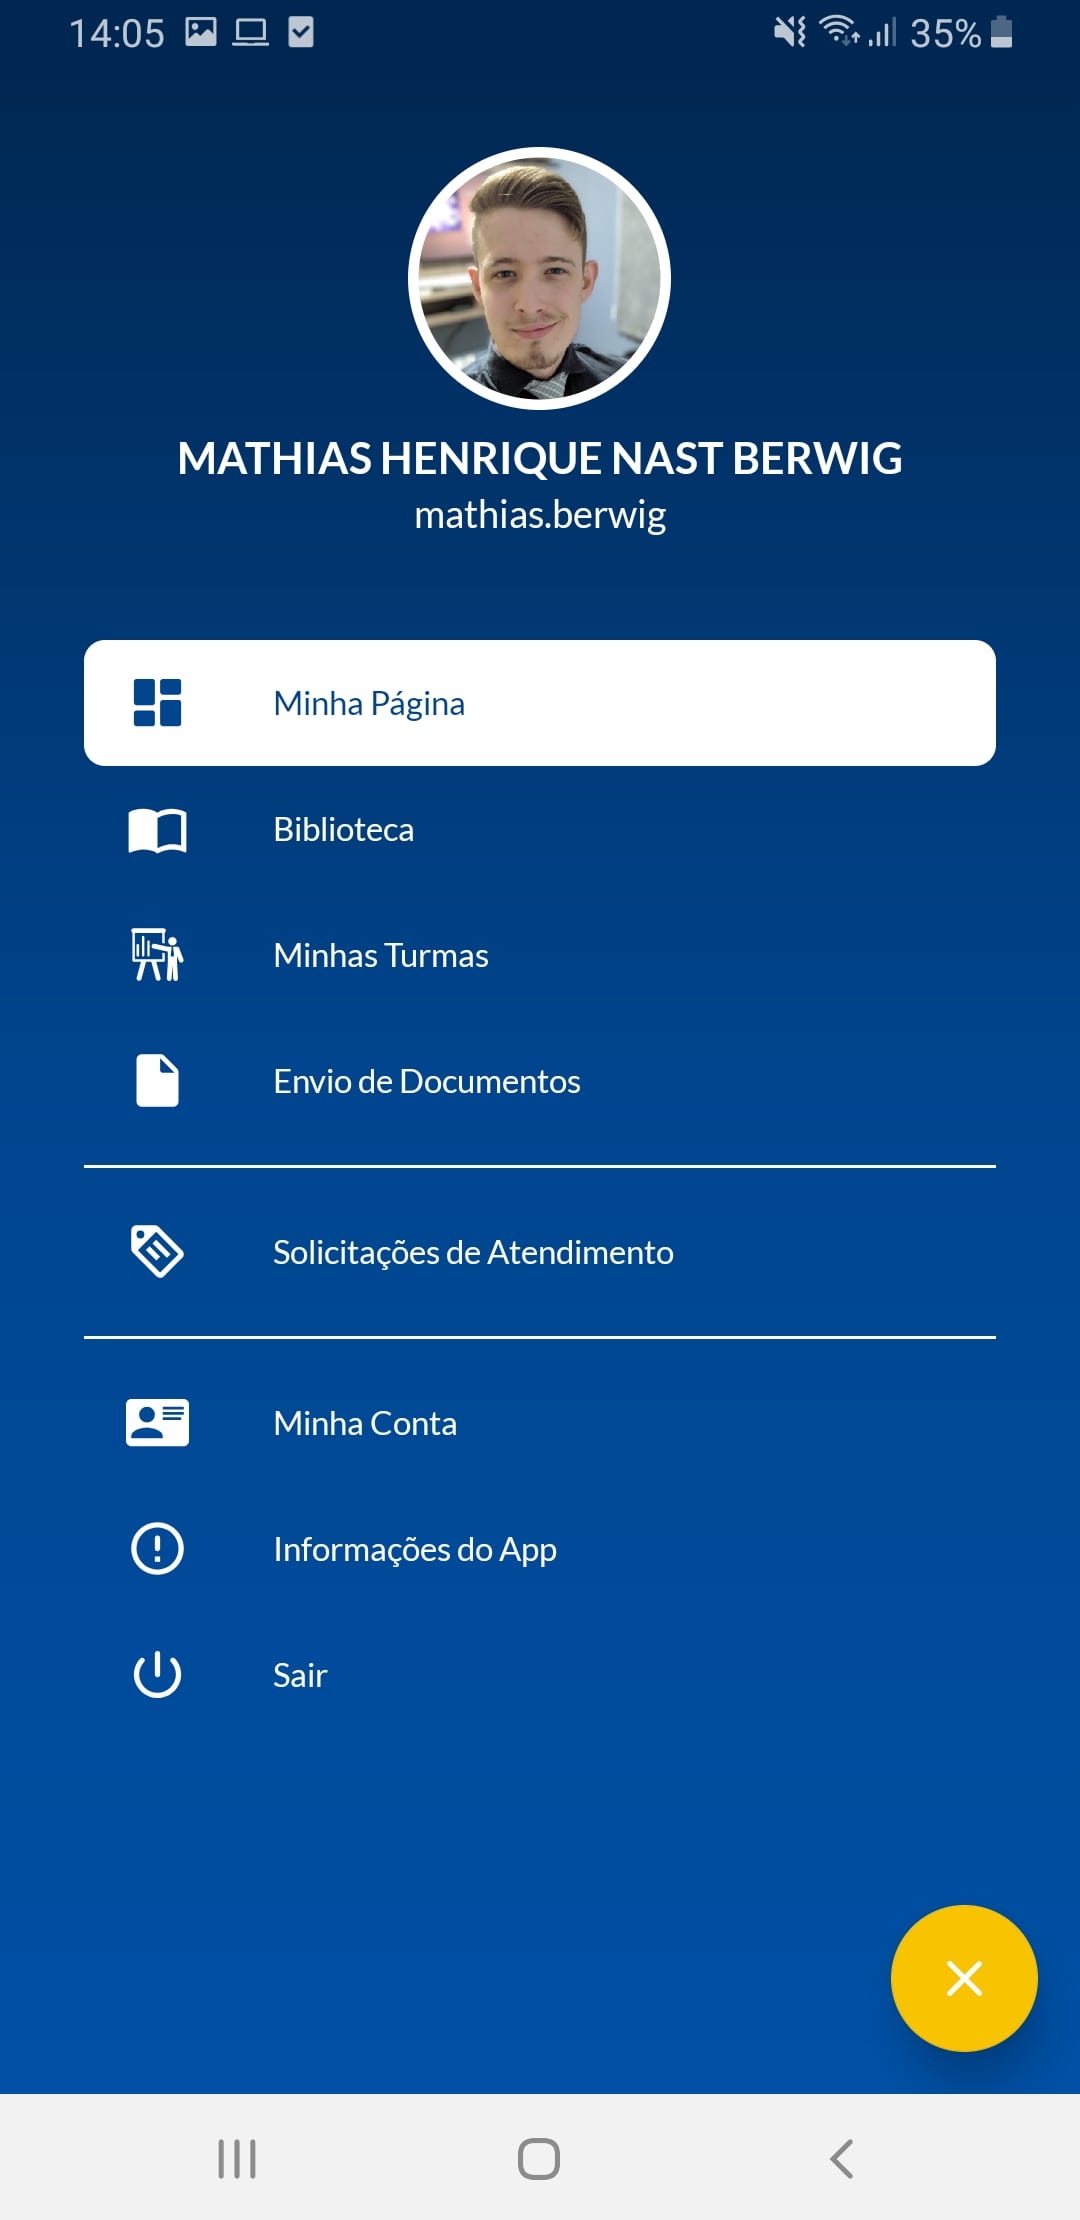 14:05 35%
MATHIAS HENRIQUE NAST BERWIG
mathias.berwig
Minha Página
Biblioteca
Minhas Turmas
Envio de Documentos
Solicitações de Atendimento
Minha Conta
Informações do App
Sair